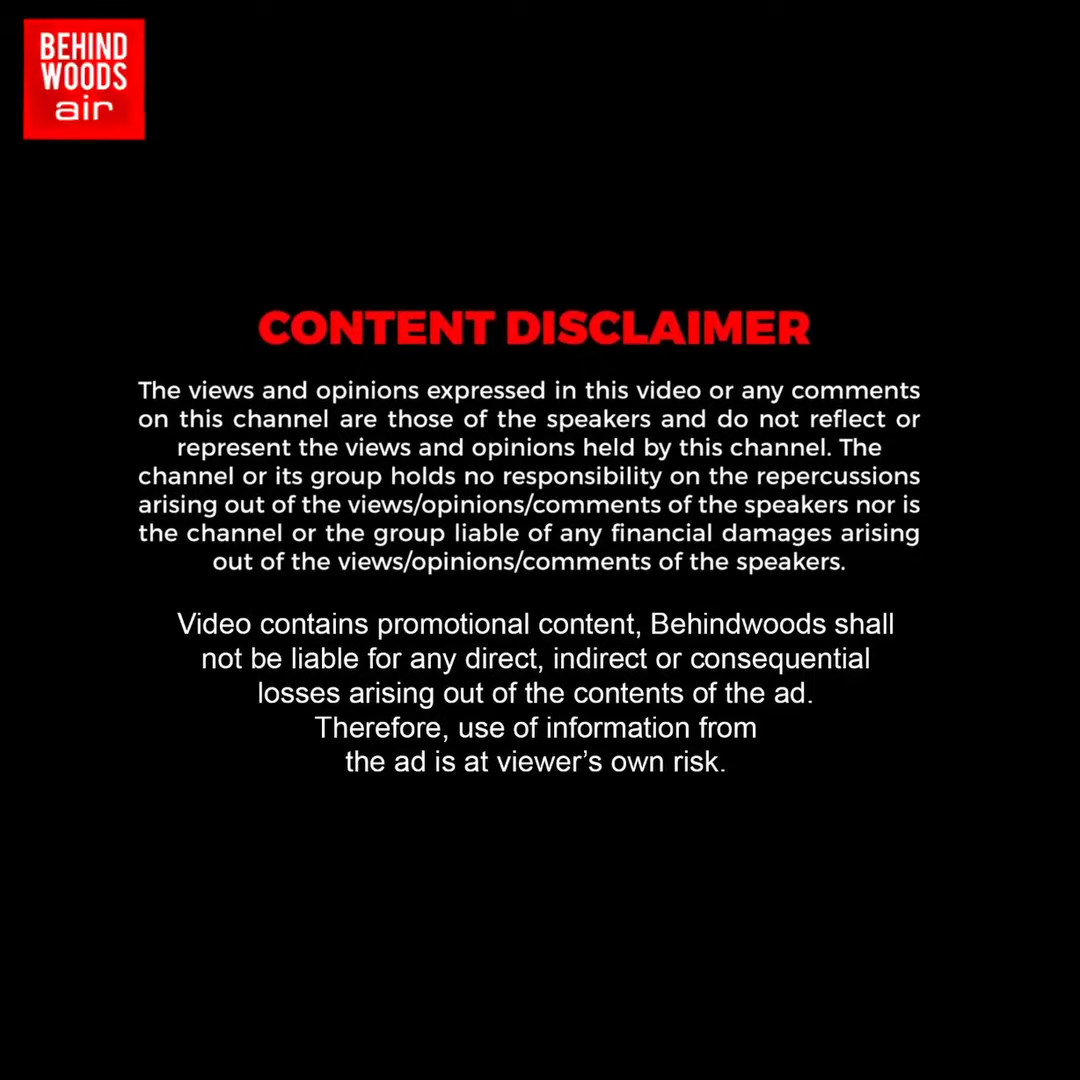 BEHIND
WOODS
air
CONTENT DISCLAIMER
The views and opinions expressed in this video or any comments
on this channel are those of the speakers and do not reflect or
represent the views and opinions held by this channel. The
channel or its group holds no responsibility on the repercussions
arising out of the views/opinions/comments of the speakers nor is
the channel or the group liable of any financial damages arising
out of the views/opinions/comments of the speakers.
Video contains promotional content, Behindwoods shall
not be liable for any direct, indirect or consequential
losses arising out of the contents of the ad.
Therefore, use of information from
the ad is at viewer’s own risk.